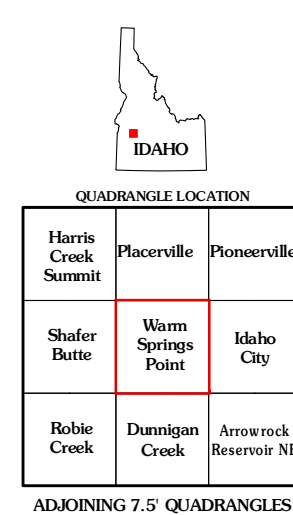 IDAHO
QUADRANGLE LOCATION
Harris
Creek
Summit
Placerville
Pioneerville
Shafer
Butte
Warm
Springs
Point
Idaho
City
Robie
Creek
Dunnigan
Creek
Arrowrock
Reservoir NE
ADJOINING 7.5' QUADRANGLES